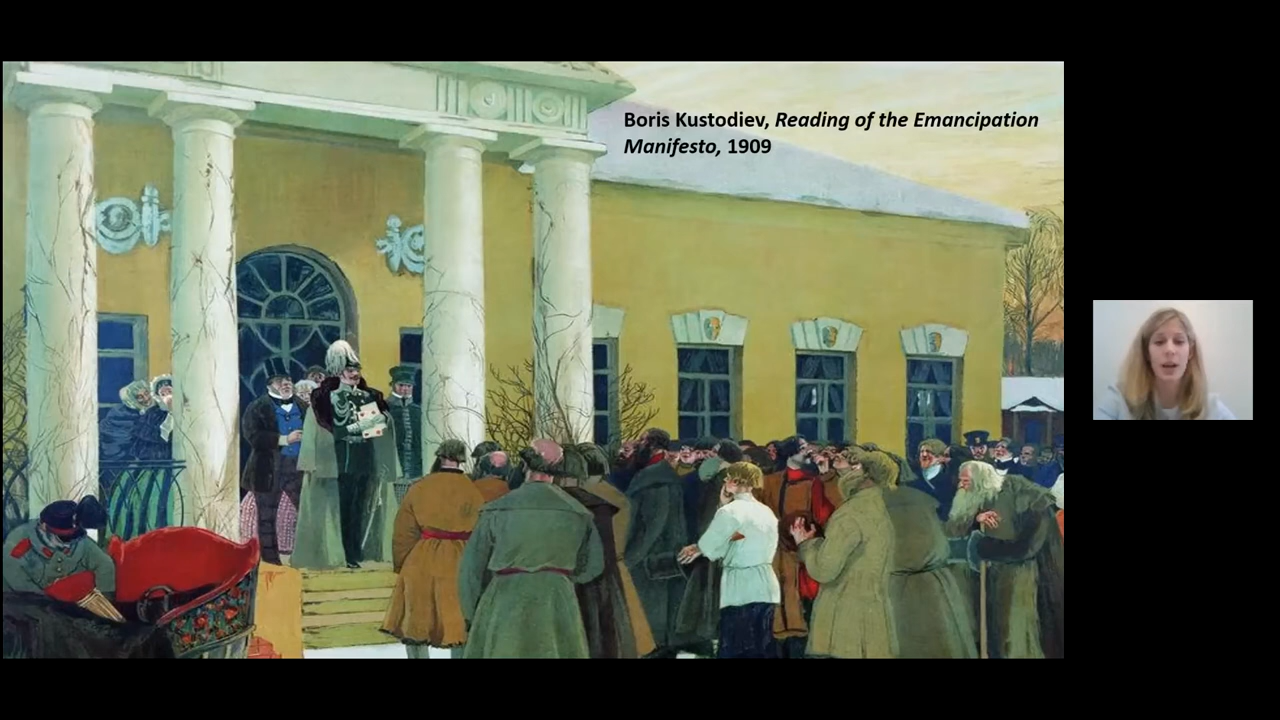 Boris Kustodiev, Reading of the Emancipation
Manifesto, 1909